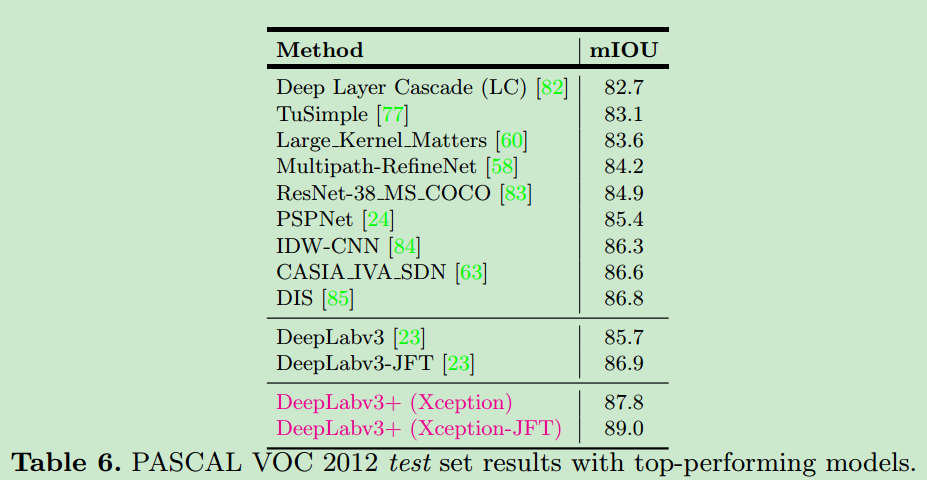 Method mIOU
Deep Layer Cascade (LC) [82] 82.7
TuSimple [77] 83.1
Large_Kernel_Matters [60] 83.6
Multipath-RefineNet [58] 84.2
ResNet-38_MS_COCO [83] 84.9
PSPNet [24] 85.4
IDW-CNN [84] 86.3
CASIA_IVA_SDN [63] 86.6
DIS [85] 86.8
DeepLabv3 [23] 85.7
DeepLabv3-JFT [23] 86.9
DeepLabv3+ (Xception) 87.8
DeepLabv3+ (Xception-JFT) 89.0
Table 6. PASCAL VOC 2012 test set results with top-performing models.